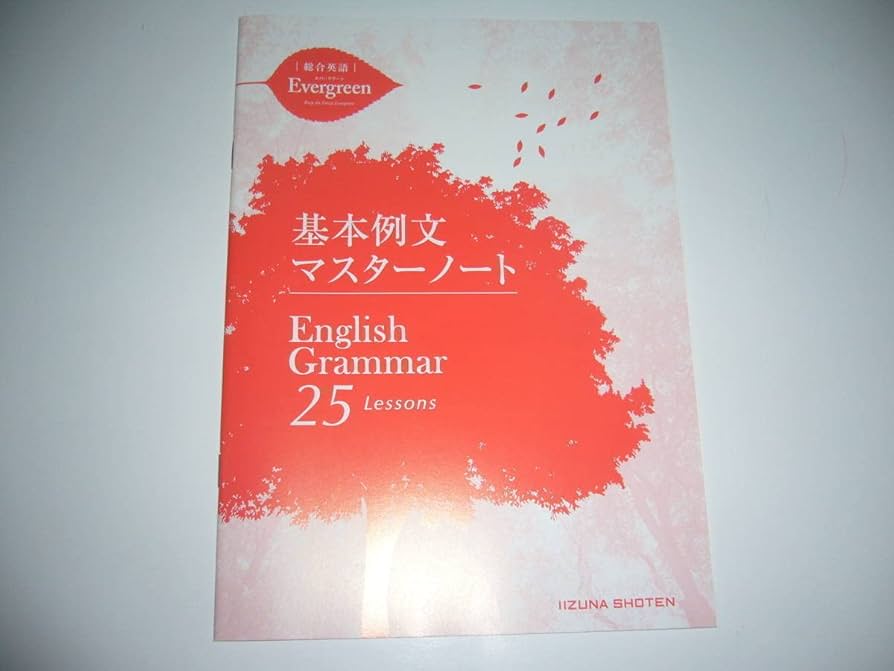 総合英語
Evergreen
基本例文
マスターノート
English
Grammar
25 Lessons
IIZUNA SHOTEN